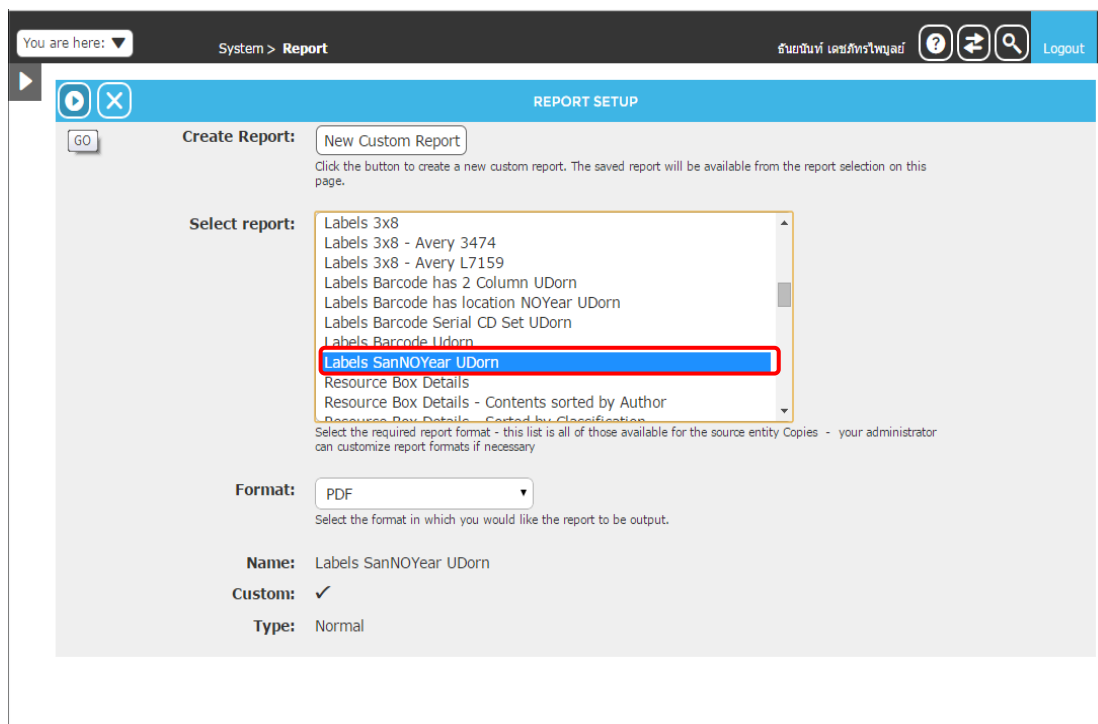 You are here: ▼
System > Report
ธันยนันท์ เดชภัทรไพบูลย์
Logout
REPORT SETUP
GO
Create Report:
New Custom Report
Click the button to create a new custom report. The saved report will be available from the report selection on this
page.
Select report:
Labels 3x8
Labels 3x8 - Avery 3474
Labels 3x8 - Avery L7159
Labels Barcode has 2 Column UDorn
Labels Barcode has location NOYear UDorn
Labels Barcode Serial CD Set UDorn
Labels Barcode Udorn
Labels SanNOYear UDorn
Resource Box Details
Resource Box Details - Contents sorted by Author
Resource Box Details - Sorted by Classification
Select the required report format - this list is all of those available for the source entity Copies - your administrator
can customize report formats if necessary
Format:
PDF
Select the format in which you would like the report to be output.
Name: Labels SanNOYear UDorn
Custom: ✓
Type: Normal